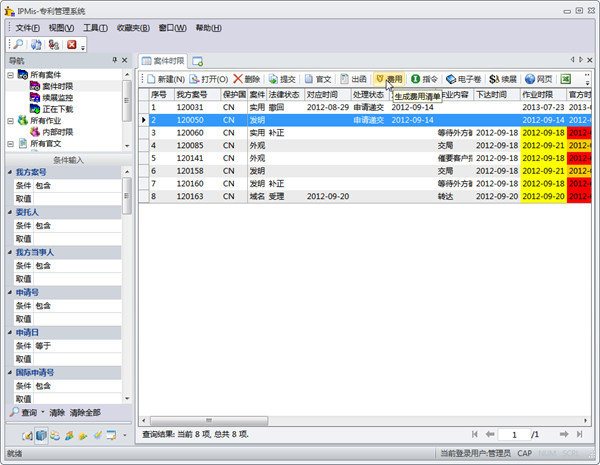 IPMis-专利管理系统
文件(F) 视图(V) 工具(T) 收藏夹(B) 窗口(W) 帮助(H)
导航
所有案件
案件时限
续展监控
正在下载
所有作业
内部时限
所有官文
条件输入
我方案号
条件 包含
取值
委托人
条件 包含
取值
我方当事人
条件 包含
取值
申请号
条件 包含
取值
申请日
条件 等于
取值
国际申请号
条件 包含
取值
查询 清除 清除全部
案件时限
新建(N) 打开(O) 删除 提交 官文 出函 费用 指令 电子卷 续展 网页
生成费用清单
序号 我方案号 保护国 案件 法律状态 对应时间 处理状态 作业内容 下达时间 作业时限 官方时
1 120031 CN 实用 撤回 2012-08-29 申请递交 2012-09-14 2013-07-23 2013-
2 120050 CN 发明 申请递交 2012-09-14 2012-09-14 2012-
3 120060 CN 实用 补正 等待外方 2012-09-18 2012-09-18 2012-
4 120085 CN 外观 交局 2012-09-18 2012-09-21 2012-
5 120141 CN 外观 催要客户 2012-09-18 2012-09-18 2012-
6 120158 CN 发明 交局 2012-09-18 2012-09-21 2012-
7 120160 CN 发明 补正 等待外方 2012-09-18 2012-09-18 2012-
8 120163 CN 域名 受理 2012-09-20 转达 2012-09-20 2012-09-20 2012-
查询结果: 当前 8 项, 总共 8 项.
1 /1
就绪
当前登录用户:管理员 CAP NUM SCRL